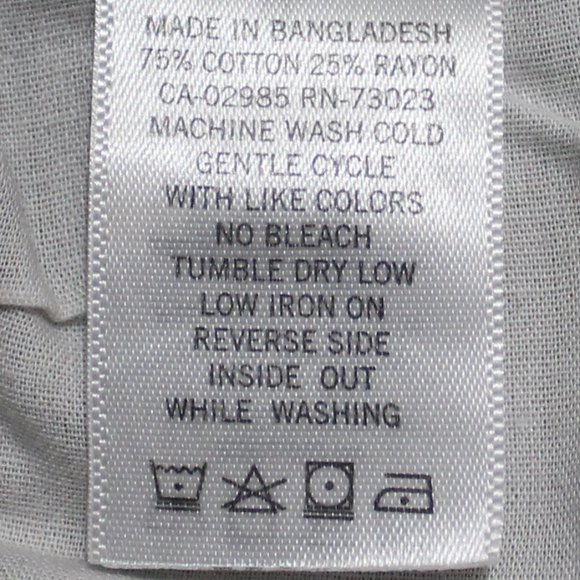 MADE IN BANGLADESH
75% COTTON 25% RAYON
CA-02985 RN-73023
MACHINE WASH COLD
GENTLE CYCLE
WITH LIKE COLORS
NO BLEACH
TUMBLE DRY LOW
LOW IRON ON
REVERSE SIDE
INSIDE OUT
WHILE WASHING